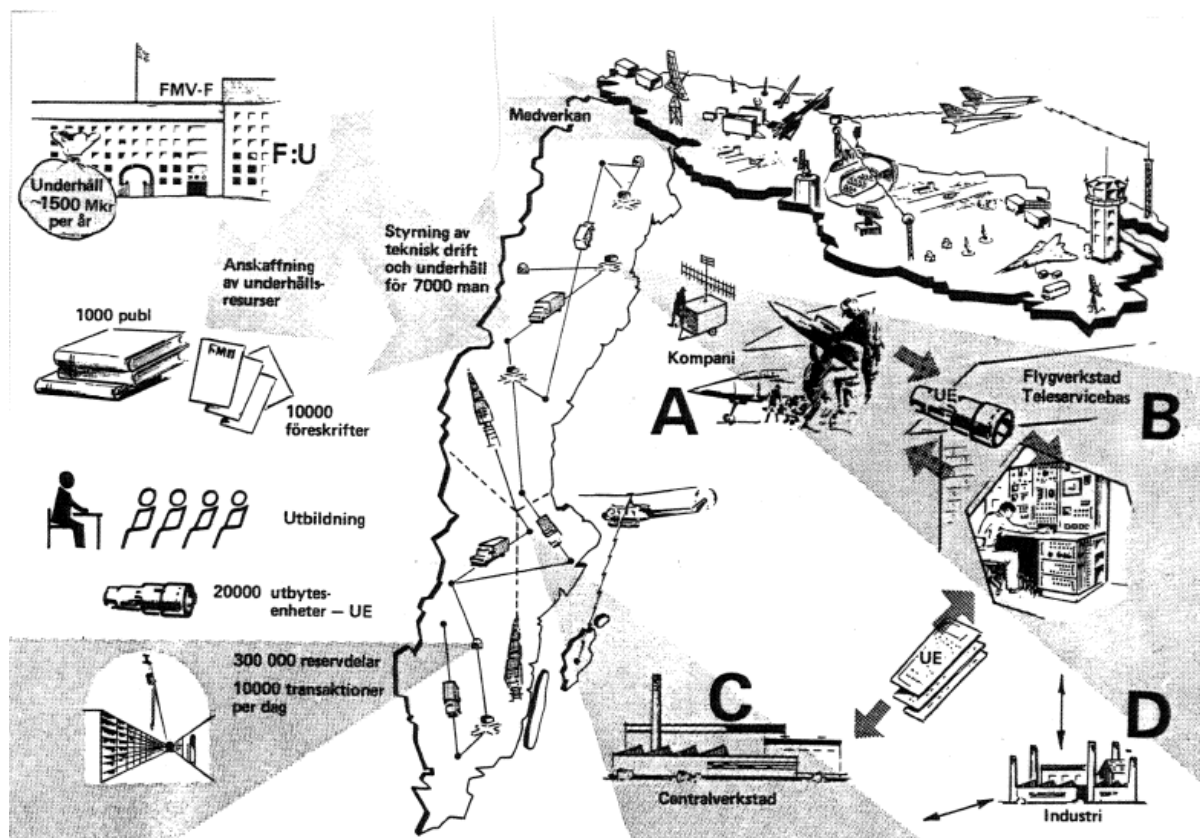 FMV-F
F:U
Underhåll
~1500 Mkr
per år
Medverkan
Styrning av
teknisk drift
och underhåll
för 7000 man
Anskaffning
av underhålls-
resurser
1000 publ
10000
föreskrifter
Utbildning
20000 utbytes-
enheter – UE
300 000 reservdelar
10000 transaktioner
per dag
Kompani
A
UE
Flygverkstad
Teleservicebas
B
UE
C
Centralverkstad
D
Industri